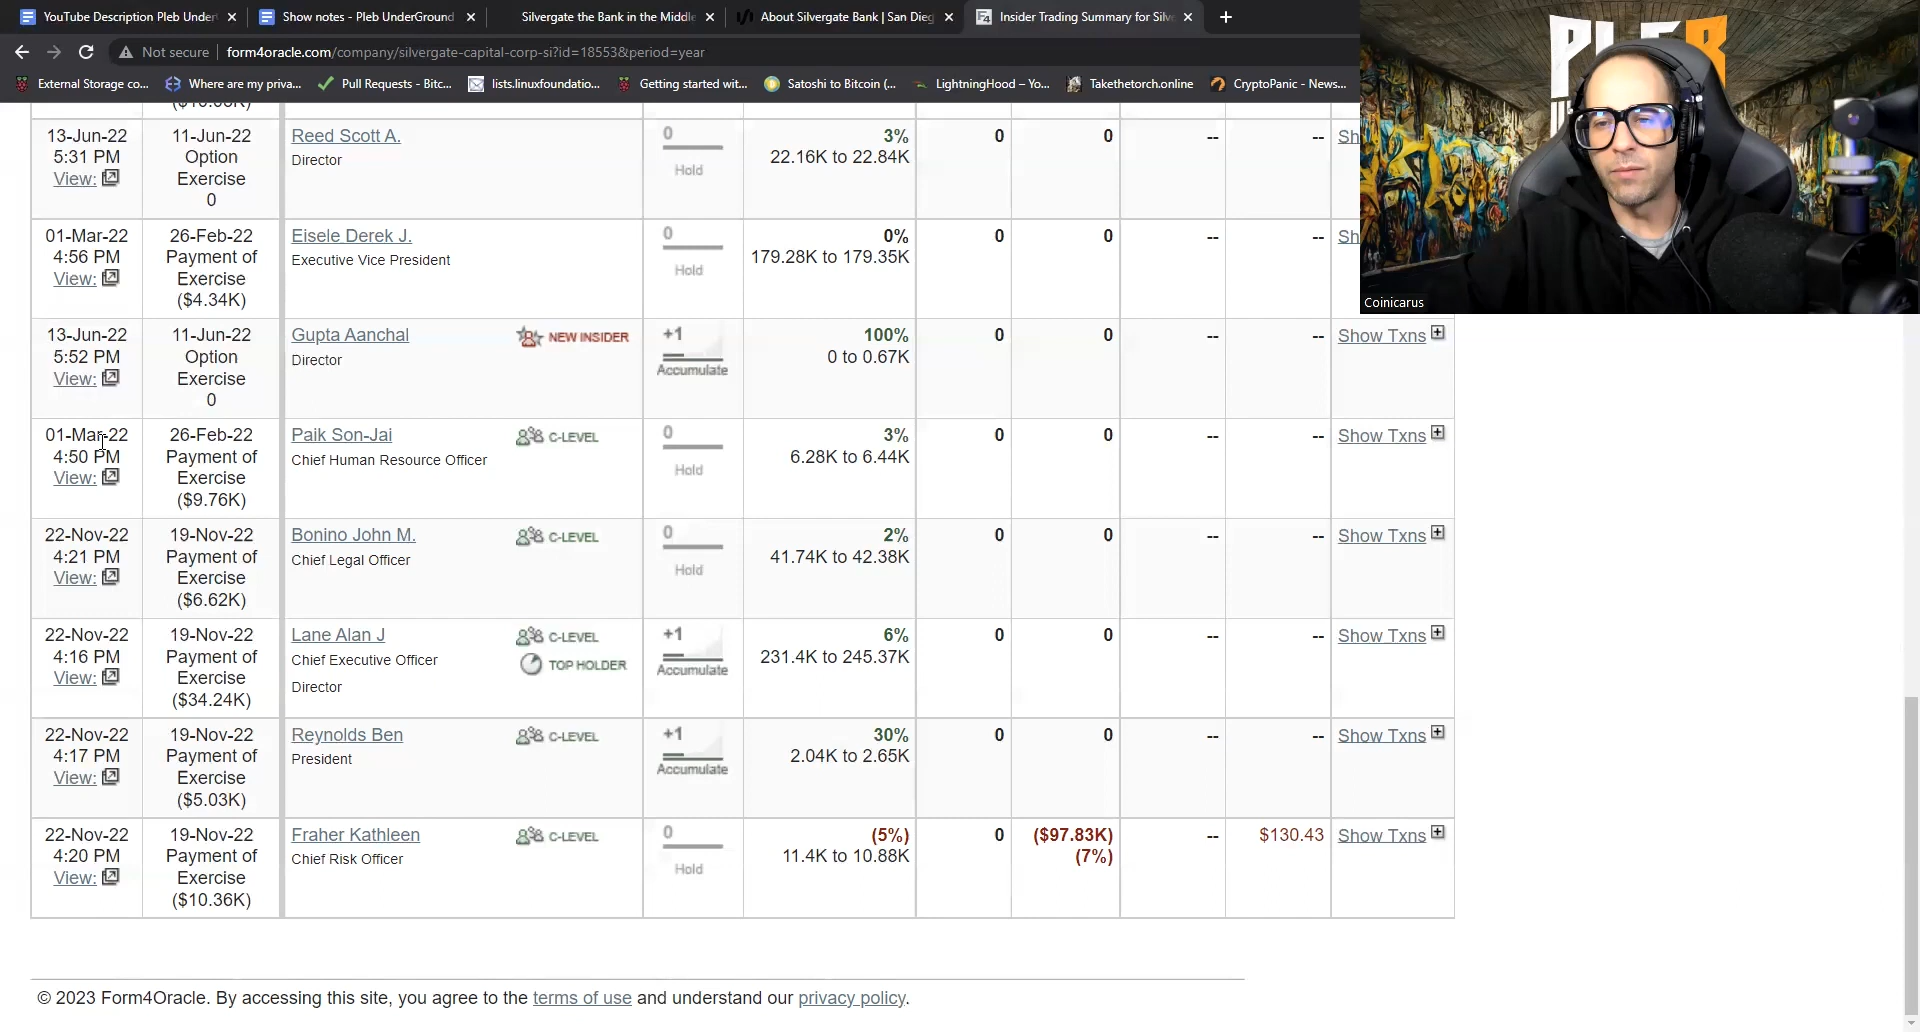 YouTube Description Pleb Under
Show notes - Pleb UnderGround
Silvergate the Bank in the Middle
About Silvergate Bank | San Dieg
Insider Trading Summary for Silv
Not secure
form4oracle.com/company/silvergate-capital-corp-si?id=18553&period=year
External Storage co...
Where are my priva...
Pull Requests - Bitc...
lists.linuxfoundatio...
Getting started wit...
Satoshi to Bitcoin (...
LightningHood – Yo...
Takethetorch.online
CryptoPanic - News...
Coinicarus
13-Jun-22
5:31 PM
View:
11-Jun-22
Option
Exercise
0
Reed Scott A.
Director
0
Hold
3%
22.16K to 22.84K
0
0
--
--
Sh
01-Mar-22
4:56 PM
View:
26-Feb-22
Payment of
Exercise
($4.34K)
Eisele Derek J.
Executive Vice President
0
Hold
0%
179.28K to 179.35K
0
0
--
--
Sh
13-Jun-22
5:52 PM
View:
11-Jun-22
Option
Exercise
0
Gupta Aanchal
Director
NEW INSIDER
+1
Accumulate
100%
0 to 0.67K
0
0
--
--
Show Txns
01-Mar-22
4:50 PM
View:
26-Feb-22
Payment of
Exercise
($9.76K)
Paik Son-Jai
Chief Human Resource Officer
C-LEVEL
0
Hold
3%
6.28K to 6.44K
0
0
--
--
Show Txns
22-Nov-22
4:21 PM
View:
19-Nov-22
Payment of
Exercise
($6.62K)
Bonino John M.
Chief Legal Officer
C-LEVEL
0
Hold
2%
41.74K to 42.38K
0
0
--
--
Show Txns
22-Nov-22
4:16 PM
View:
19-Nov-22
Payment of
Exercise
($34.24K)
Lane Alan J
Chief Executive Officer
Director
C-LEVEL
TOP HOLDER
+1
Accumulate
6%
231.4K to 245.37K
0
0
--
--
Show Txns
22-Nov-22
4:17 PM
View:
19-Nov-22
Payment of
Exercise
($5.03K)
Reynolds Ben
President
C-LEVEL
+1
Accumulate
30%
2.04K to 2.65K
0
0
--
--
Show Txns
22-Nov-22
4:20 PM
View:
19-Nov-22
Payment of
Exercise
($10.36K)
Fraher Kathleen
Chief Risk Officer
C-LEVEL
0
Hold
(5%)
11.4K to 10.88K
0
($97.83K)
(7%)
--
$130.43
Show Txns
© 2023 Form4Oracle. By accessing this site, you agree to the terms of use and understand our privacy policy.